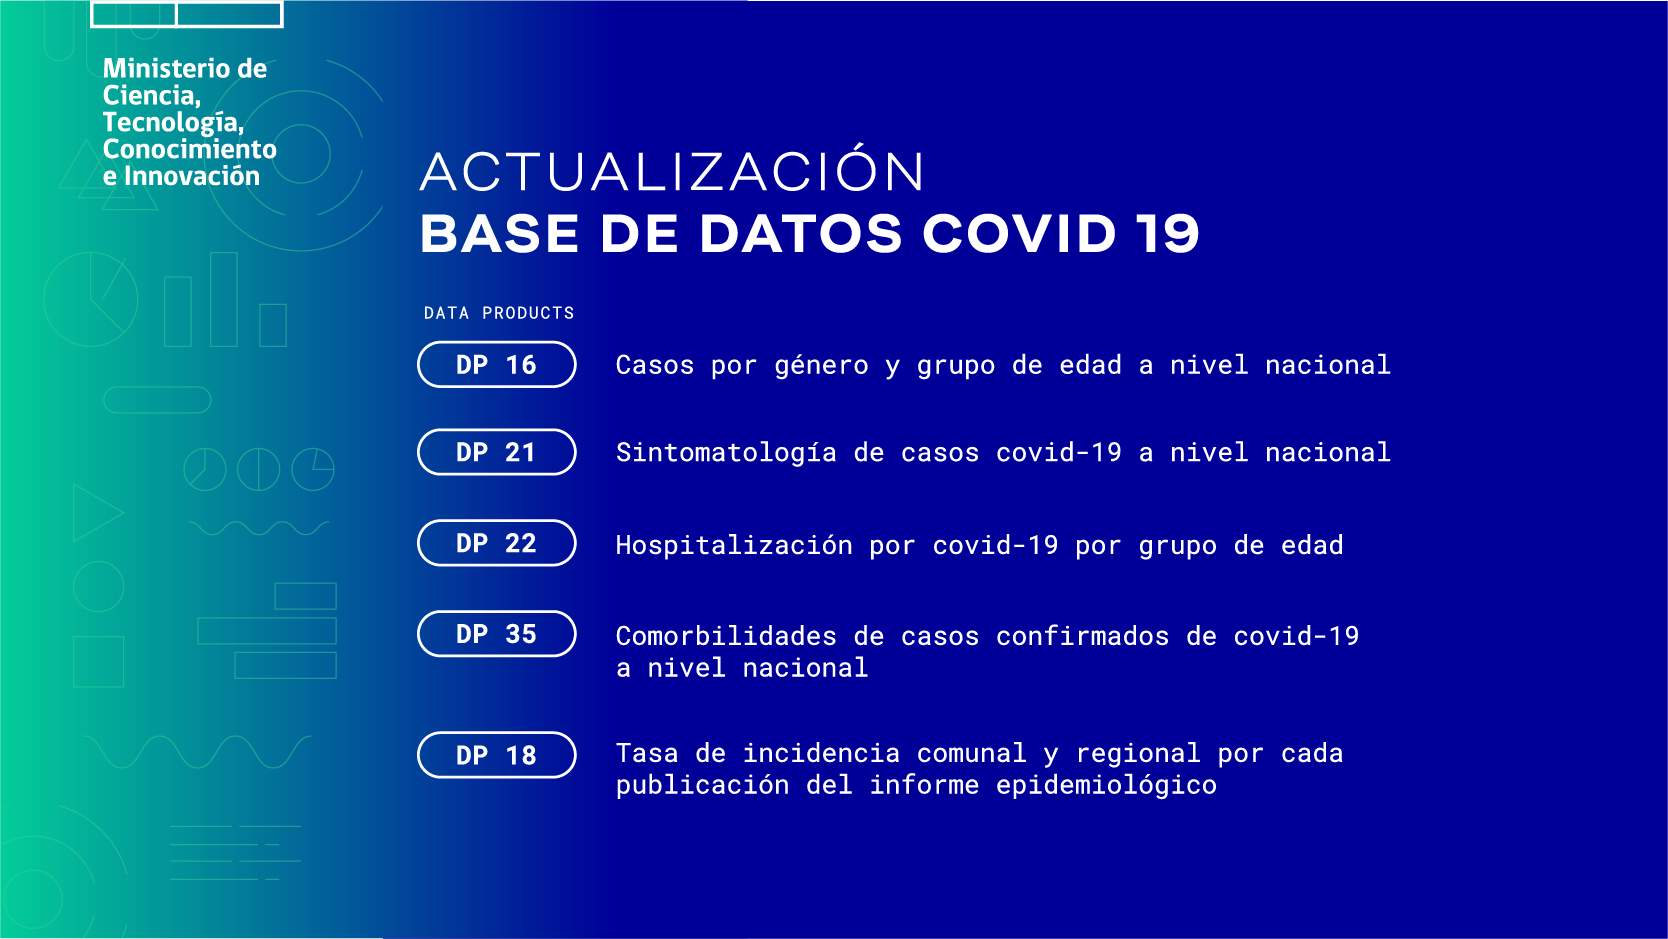 Ministerio de
Ciencia,
Tecnología,
Conocimiento
e Innovación
ACTUALIZACIÓN
BASE DE DATOS COVID 19
DATA PRODUCTS
DP 16 Casos por género y grupo de edad a nivel nacional
DP 21 Sintomatología de casos covid-19 a nivel nacional
DP 22 Hospitalización por covid-19 por grupo de edad
DP 35 Comorbilidades de casos confirmados de covid-19
a nivel nacional
DP 18 Tasa de incidencia comunal y regional por cada
publicación del informe epidemiológico